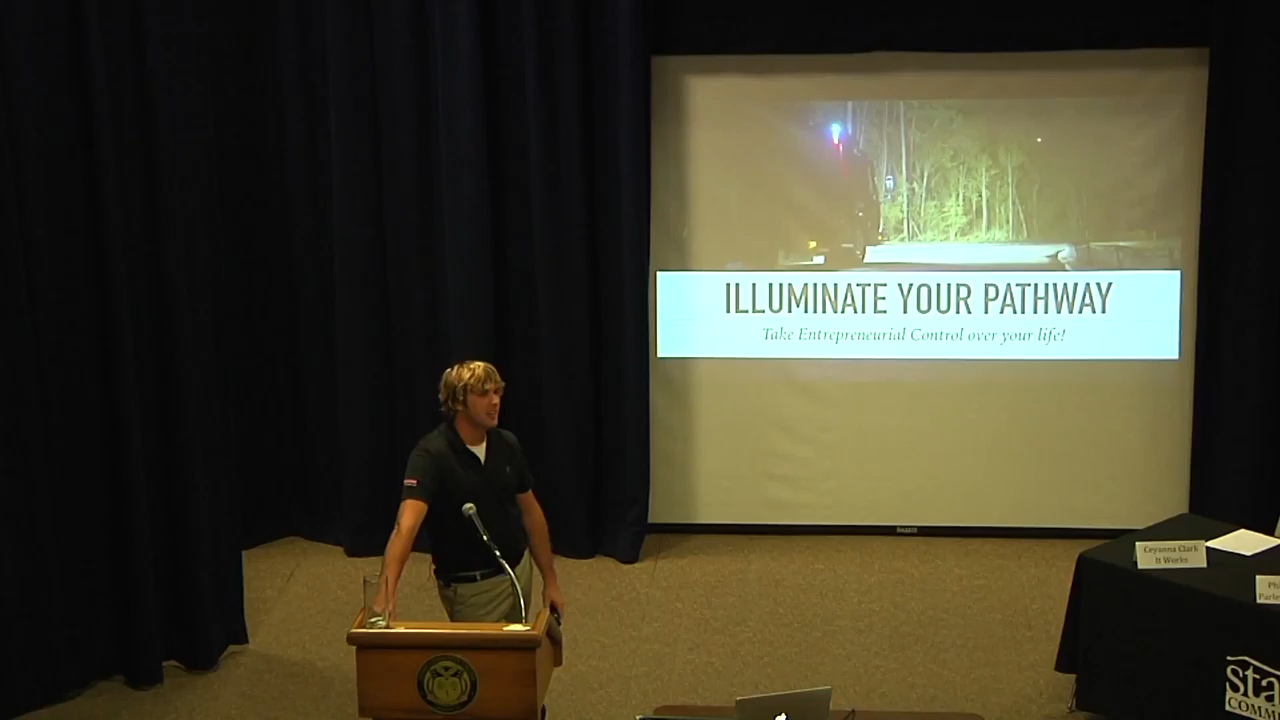 ILLUMINATE YOUR PATHWAY
Take Entrepreneurial Control over your life!
Ceyanna Clark
It Works